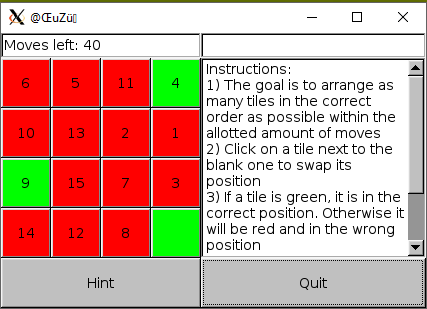 Moves left: 40
6 5 11 4
10 13 2 1
9 15 7 3
14 12 8
Instructions:
1) The goal is to arrange as
many tiles in the correct
order as possible within the
allotted amount of moves
2) Click on a tile next to the
blank one to swap its
position
3) If a tile is green, it is in the
correct position. Otherwise it
will be red and in the wrong
position
Hint
Quit